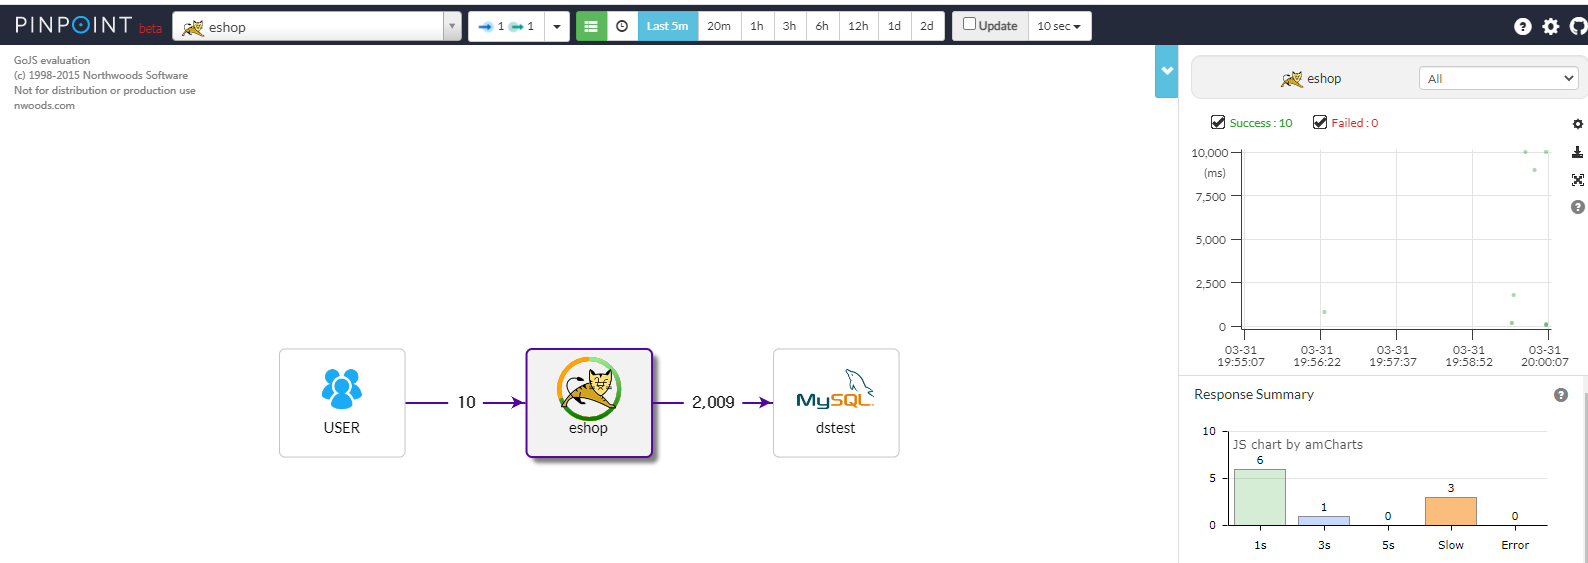 PINPOINT beta
eshop
1 1
Last 5m 20m 1h 3h 6h 12h 1d 2d
Update 10 sec
GoJS evaluation
(c) 1998-2015 Northwoods Software
Not for distribution or production use
nwoods.com
USER
10
eshop
2,009
MySQL
dstest
eshop All
Success : 10 Failed : 0
10,000
(ms)
7,500
5,000
2,500
0
03-31 03-31 03-31 03-31 03-31
19:55:07 19:56:22 19:57:37 19:58:52 20:00:07
Response Summary
JS chart by amCharts
10
5
0
6
1
0
3
0
1s 3s 5s Slow Error